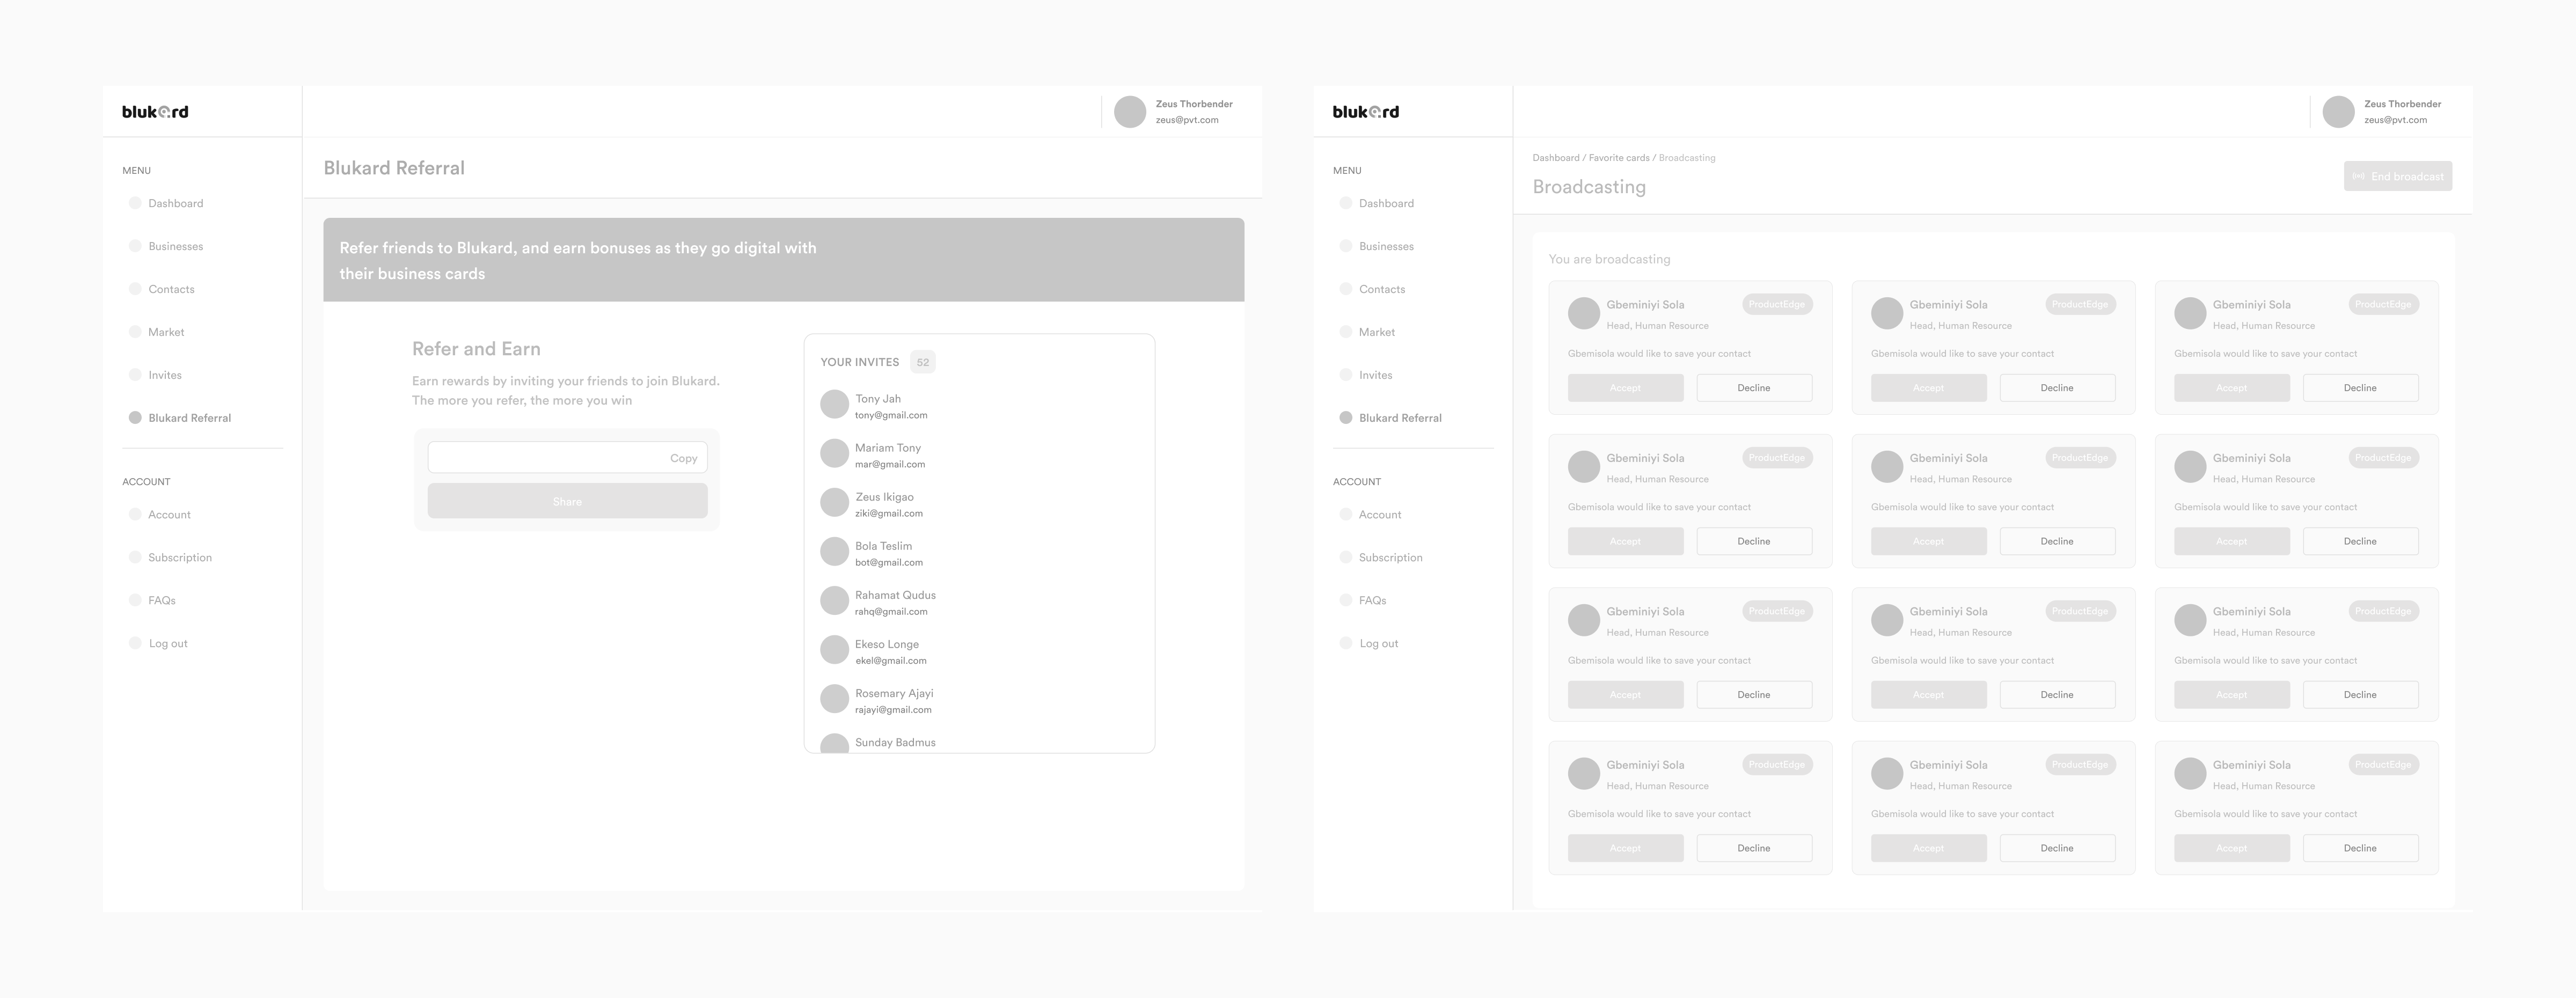 blukard
Zeus Thorbender
zeus@pvt.com
MENU
Dashboard
Businesses
Contacts
Market
Invites
Blukard Referral
ACCOUNT
Account
Subscription
FAQs
Log out
Blukard Referral
Refer friends to Blukard, and earn bonuses as they go digital with
their business cards
Refer and Earn
Earn rewards by inviting your friends to join Blukard.
The more you refer, the more you win
Copy
Share
YOUR INVITES 52
Tony Jah
tony@gmail.com
Mariam Tony
mar@gmail.com
Zeus Ikigao
ziki@gmail.com
Bola Teslim
bot@gmail.com
Rahamat Qudus
rahq@gmail.com
Ekeso Longe
ekel@gmail.com
Rosemary Ajayi
rajayi@gmail.com
Sunday Badmus
blukard
Zeus Thorbender
zeus@pvt.com
MENU
Dashboard
Businesses
Contacts
Market
Invites
Blukard Referral
ACCOUNT
Account
Subscription
FAQs
Log out
Dashboard / Favorite cards / Broadcasting
Broadcasting
End broadcast
You are broadcasting
Gbeminiyi Sola ProductEdge
Head, Human Resource
Gbemisola would like to save your contact
Accept Decline
Gbeminiyi Sola ProductEdge
Head, Human Resource
Gbemisola would like to save your contact
Accept Decline
Gbeminiyi Sola ProductEdge
Head, Human Resource
Gbemisola would like to save your contact
Accept Decline
Gbeminiyi Sola ProductEdge
Head, Human Resource
Gbemisola would like to save your contact
Accept Decline
Gbeminiyi Sola ProductEdge
Head, Human Resource
Gbemisola would like to save your contact
Accept Decline
Gbeminiyi Sola ProductEdge
Head, Human Resource
Gbemisola would like to save your contact
Accept Decline
Gbeminiyi Sola ProductEdge
Head, Human Resource
Gbemisola would like to save your contact
Accept Decline
Gbeminiyi Sola ProductEdge
Head, Human Resource
Gbemisola would like to save your contact
Accept Decline
Gbeminiyi Sola ProductEdge
Head, Human Resource
Gbemisola would like to save your contact
Accept Decline
Gbeminiyi Sola ProductEdge
Head, Human Resource
Gbemisola would like to save your contact
Accept Decline
Gbeminiyi Sola ProductEdge
Head, Human Resource
Gbemisola would like to save your contact
Accept Decline
Gbeminiyi Sola ProductEdge
Head, Human Resource
Gbemisola would like to save your contact
Accept Decline